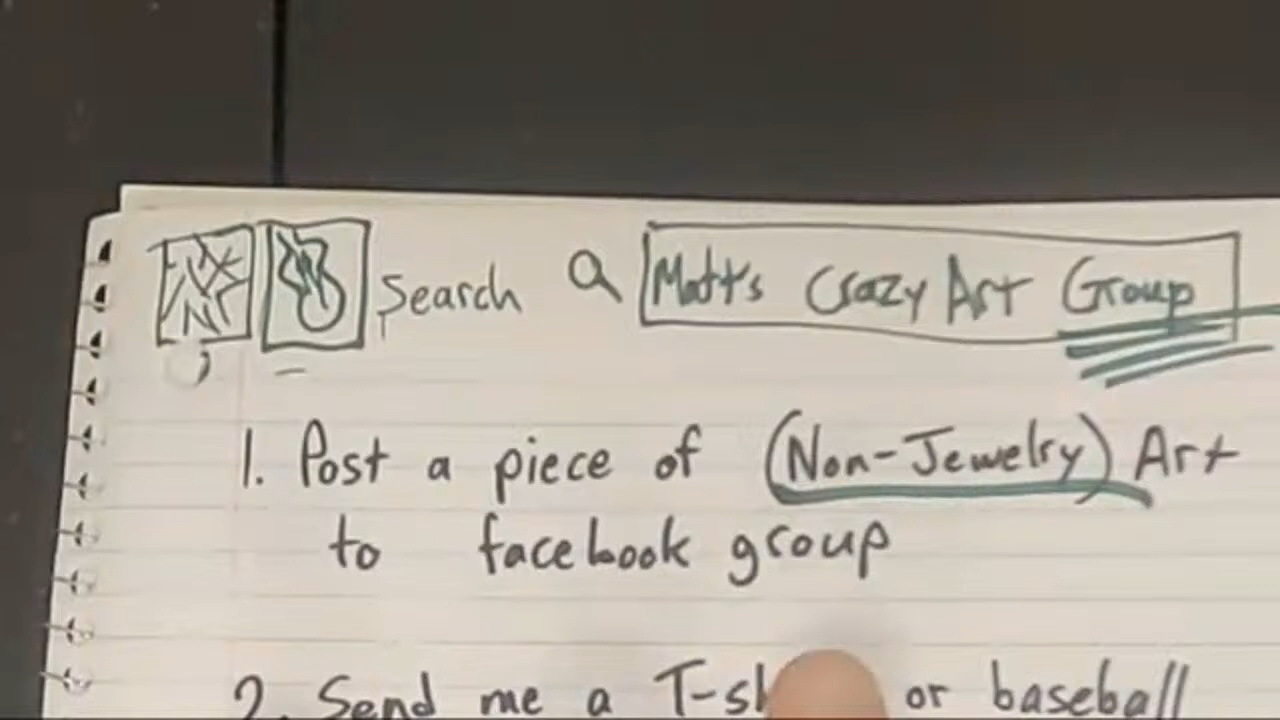 Search Matt's Crazy Art Group
1. Post a piece of (Non-Jewelry) Art
to facebook group
2. Send me a T-sh or baseball